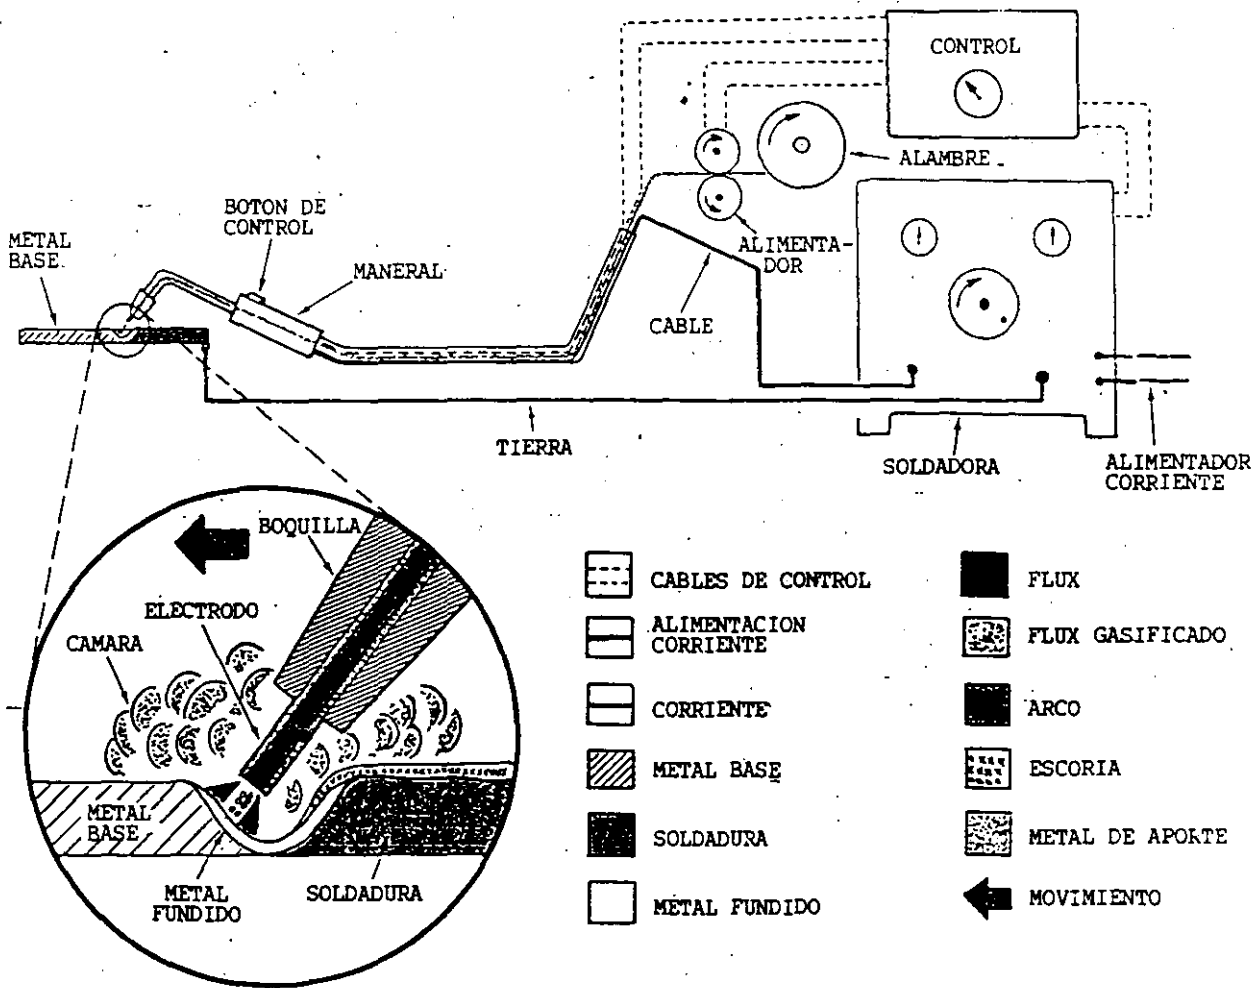 CONTROL
ALAMBRE
BOTON DE
CONTROL
METAL
BASE
MANERAL
ALIMENTA-
DOR
CABLE
TIERRA
SOLDADORA
ALIMENTADOR
CORRIENTE
BOQUILLA
ELECTRODO
CAMARA
METAL
BASE
METAL
FUNDIDO
SOLDADURA
CABLES DE CONTROL
ALIMENTACION
CORRIENTE
CORRIENTE
METAL BASE
SOLDADURA
METAL FUNDIDO
FLUX
FLUX GASIFICADO
ARCO
ESCORIA
METAL DE APORTE
MOVIMIENTO